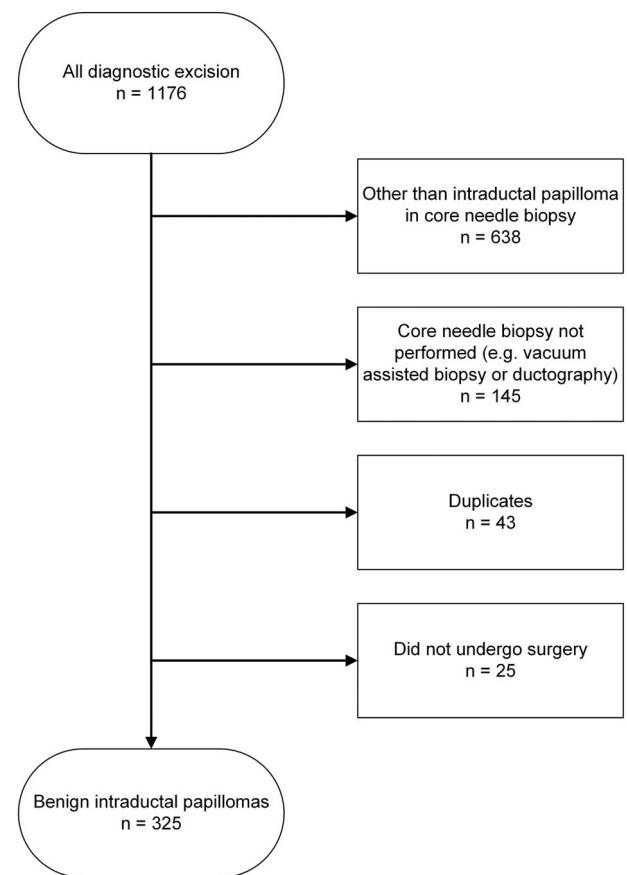 All diagnostic excision
n = 1176
Other than intraductal papilloma
in core needle biopsy
n = 638
Core needle biopsy not
performed (e.g. vacuum
assisted biopsy or ductography)
n = 145
Duplicates
n = 43
Did not undergo surgery
n = 25
Benign intraductal papillomas
n = 325